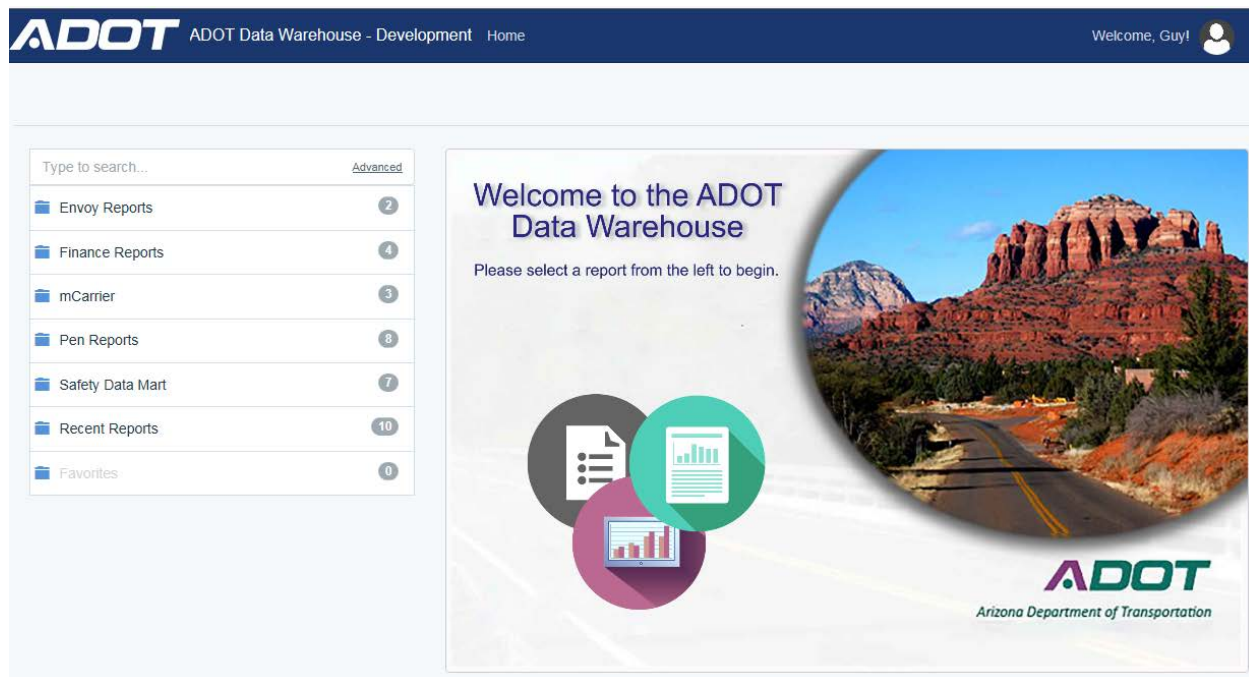 ADOT ADOT Data Warehouse - Development Home Welcome, Guy!
Type to search... Advanced
Envoy Reports 2
Finance Reports 4
mCarrier 3
Pen Reports 8
Safety Data Mart 7
Recent Reports 10
Favorites 0
Welcome to the ADOT
Data Warehouse
Please select a report from the left to begin.
ADOT
Arizona Department of Transportation